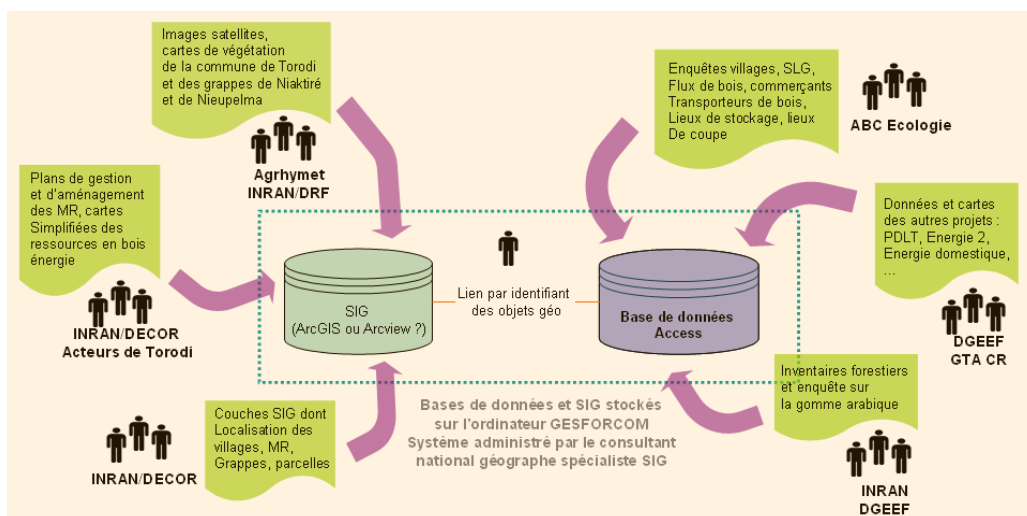 Images satellites,
cartes de végétation
de la commune de Torodi
et des grappes de Niaktiré
et de Nieupelma
Agrhymet
INRAN/DRF
Enquêtes villages, SLG,
Flux de bois, commerçants
Transporteurs de bois,
Lieux de stockage, lieux
De coupe
ABC Ecologie
Plans de gestion
et d'aménagement
des MR, cartes
Simplifiées des
ressources en bois
énergie
INRAN/DECOR
Acteurs de Torodi
Données et cartes
des autres projets :
PDLT, Energie 2,
Energie domestique,
...
DGEEF
GTA CR
SIG
(ArcGIS ou Arcview ?)
Lien par identifiant
des objets géo
Base de données
Access
Couches SIG dont
Localisation des
villages, MR,
Grappes, parcelles
INRAN/DECOR
Bases de données et SIG stockés
sur l'ordinateur GESFORCOM
Système administré par le consultant
national géographe spécialiste SIG
Inventaires forestiers
et enquête sur
la gomme arabique
INRAN
DGEEF